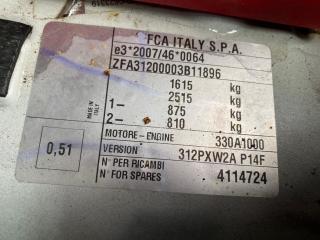 FCA ITALY S.P.A.
e3*2007/46*0064
ZFA31200003B11896
1615 kg
2515 kg
1— 875 kg
2— 810 kg
MADE IN ITALY
MOTORE - ENGINE 330A1000
VERSION 312PXW2A P14F
0,51
N° PER RICAMBI
N° FOR SPARES 4114724